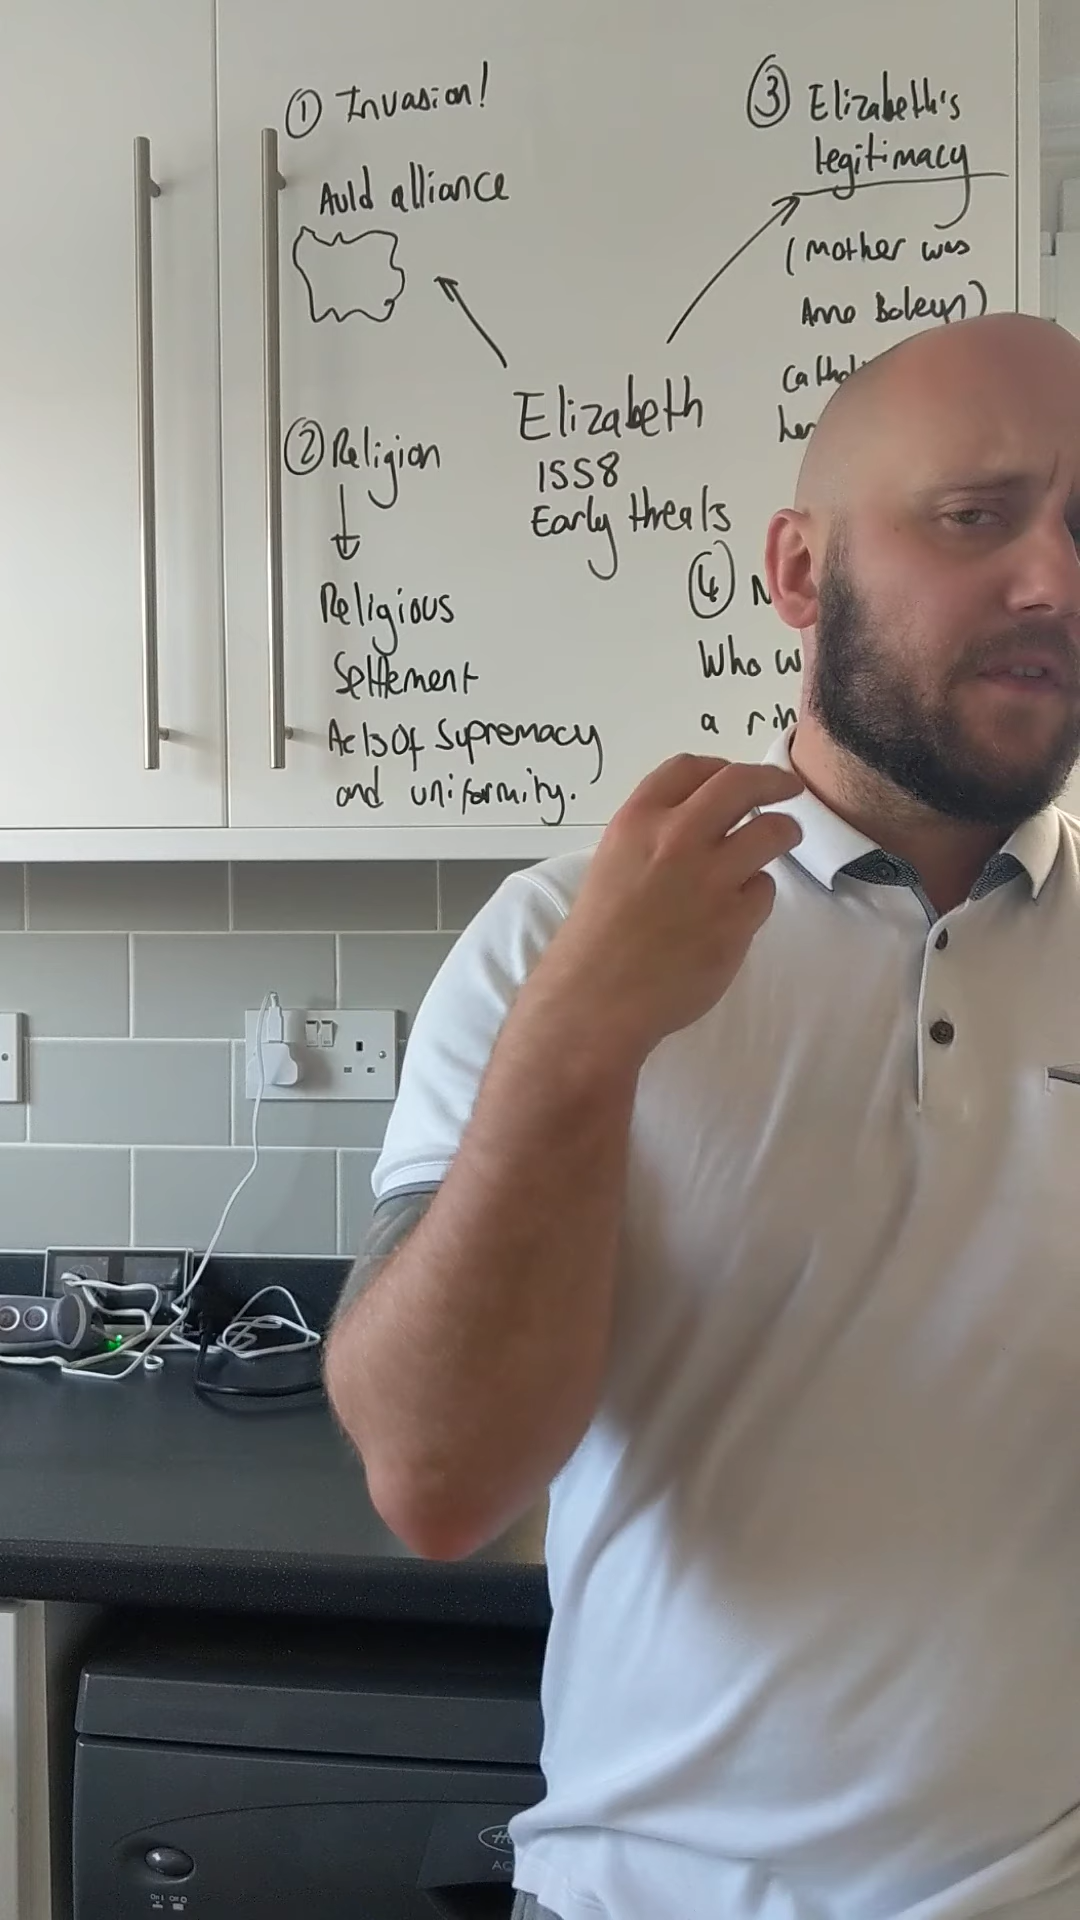 ① Invasion!
Auld alliance
② Religion
Religious
Settlement
Acts of Supremacy
and uniformity.
Elizabeth
1558
Early threats
③ Elizabeth's
legitimacy
(mother was
Anne Boleyn)
④
Who
a